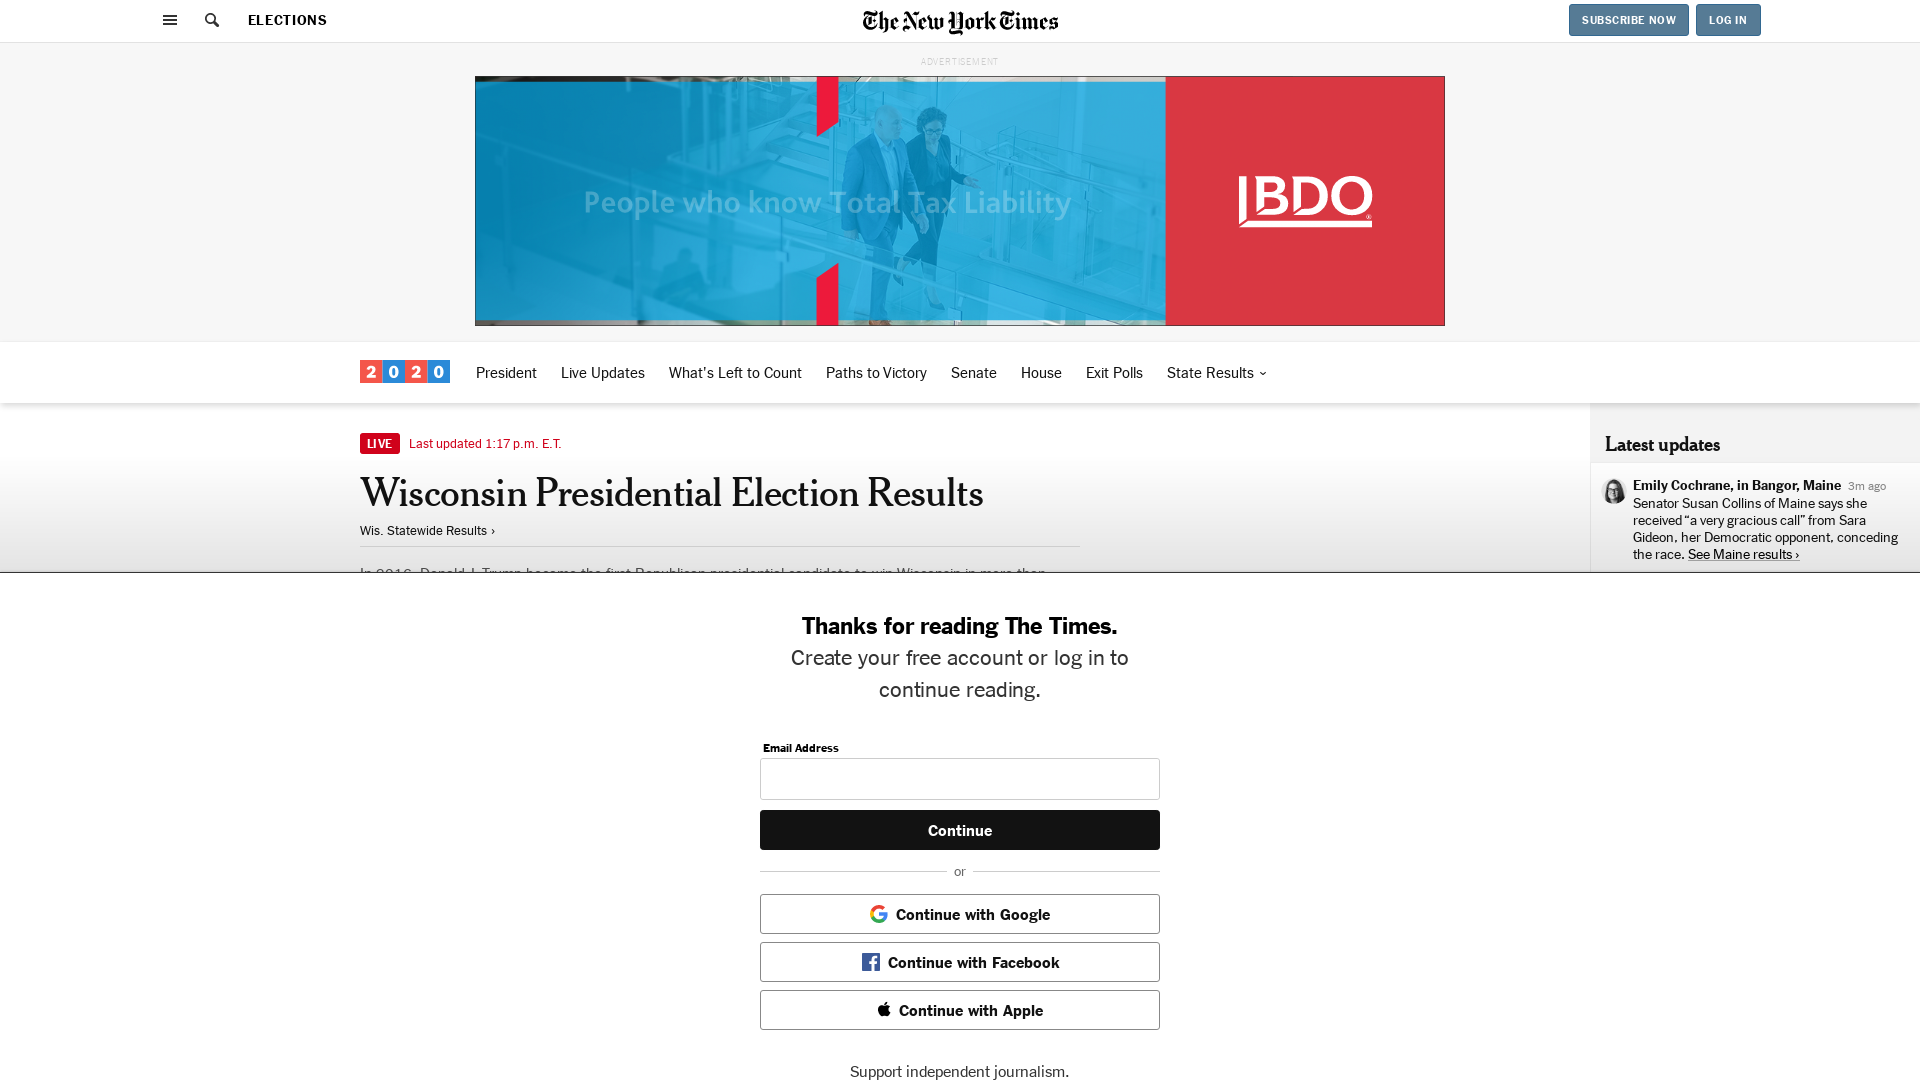 ELECTIONS
The New York Times
SUBSCRIBE NOW
LOG IN
ADVERTISEMENT
People who know Total Tax Liability
BDO
2020
President
Live Updates
What's Left to Count
Paths to Victory
Senate
House
Exit Polls
State Results
LIVE
Last updated 1:17 p.m. E.T.
Wisconsin Presidential Election Results
Wis. Statewide Results ›
In 2016, Donald J. Trump became the first Republican presidential candidate to win Wisconsin in more than
Latest updates
Emily Cochrane, in Bangor, Maine 3m ago
Senator Susan Collins of Maine says she
received “a very gracious call” from Sara
Gideon, her Democratic opponent, conceding
the race. See Maine results ›
Thanks for reading The Times.
Create your free account or log in to
continue reading.
Email Address
Continue
or
Continue with Google
Continue with Facebook
Continue with Apple
Support independent journalism.